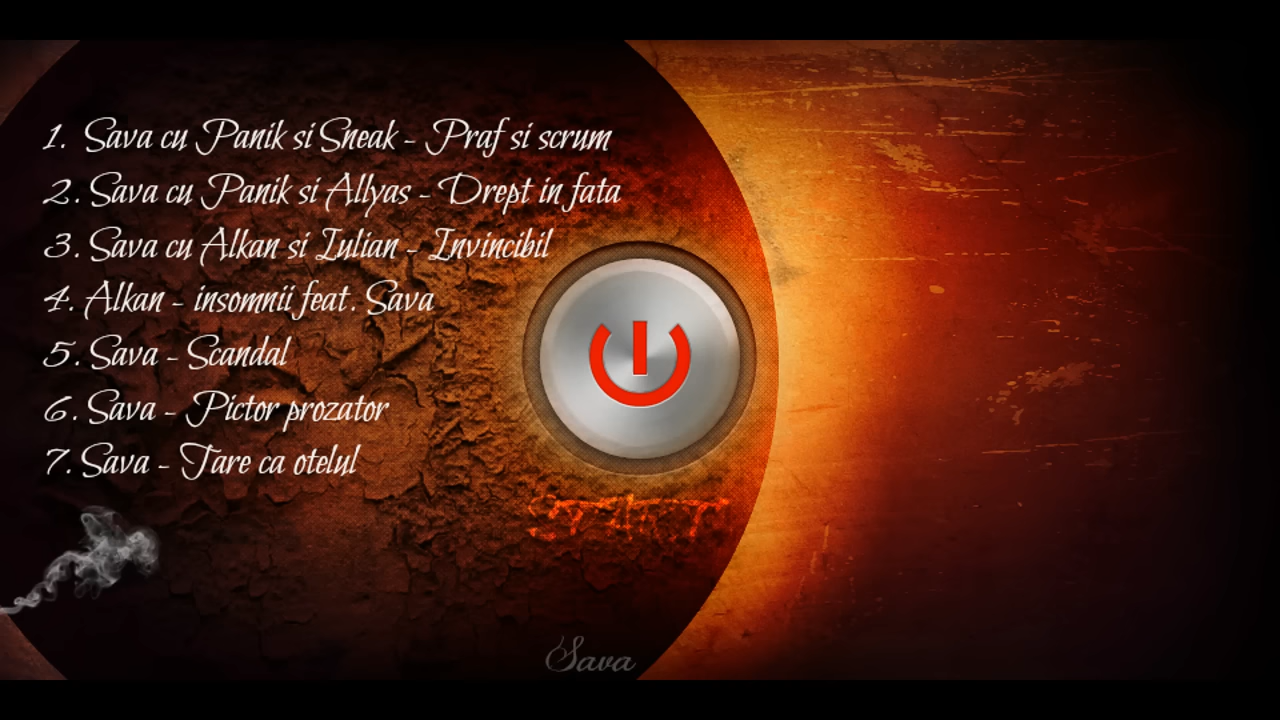 1. Sava cu Panik si Sneak - Praf si scrum
2. Sava cu Panik si Allyas - Drept in fata
3. Sava cu Alkan si Iulian - Invincibil
4. Alkan - insomnii feat. Sava
5. Sava - Scandal
6. Sava - Pictor prozator
7. Sava - Tare ca otelul
START
Sava